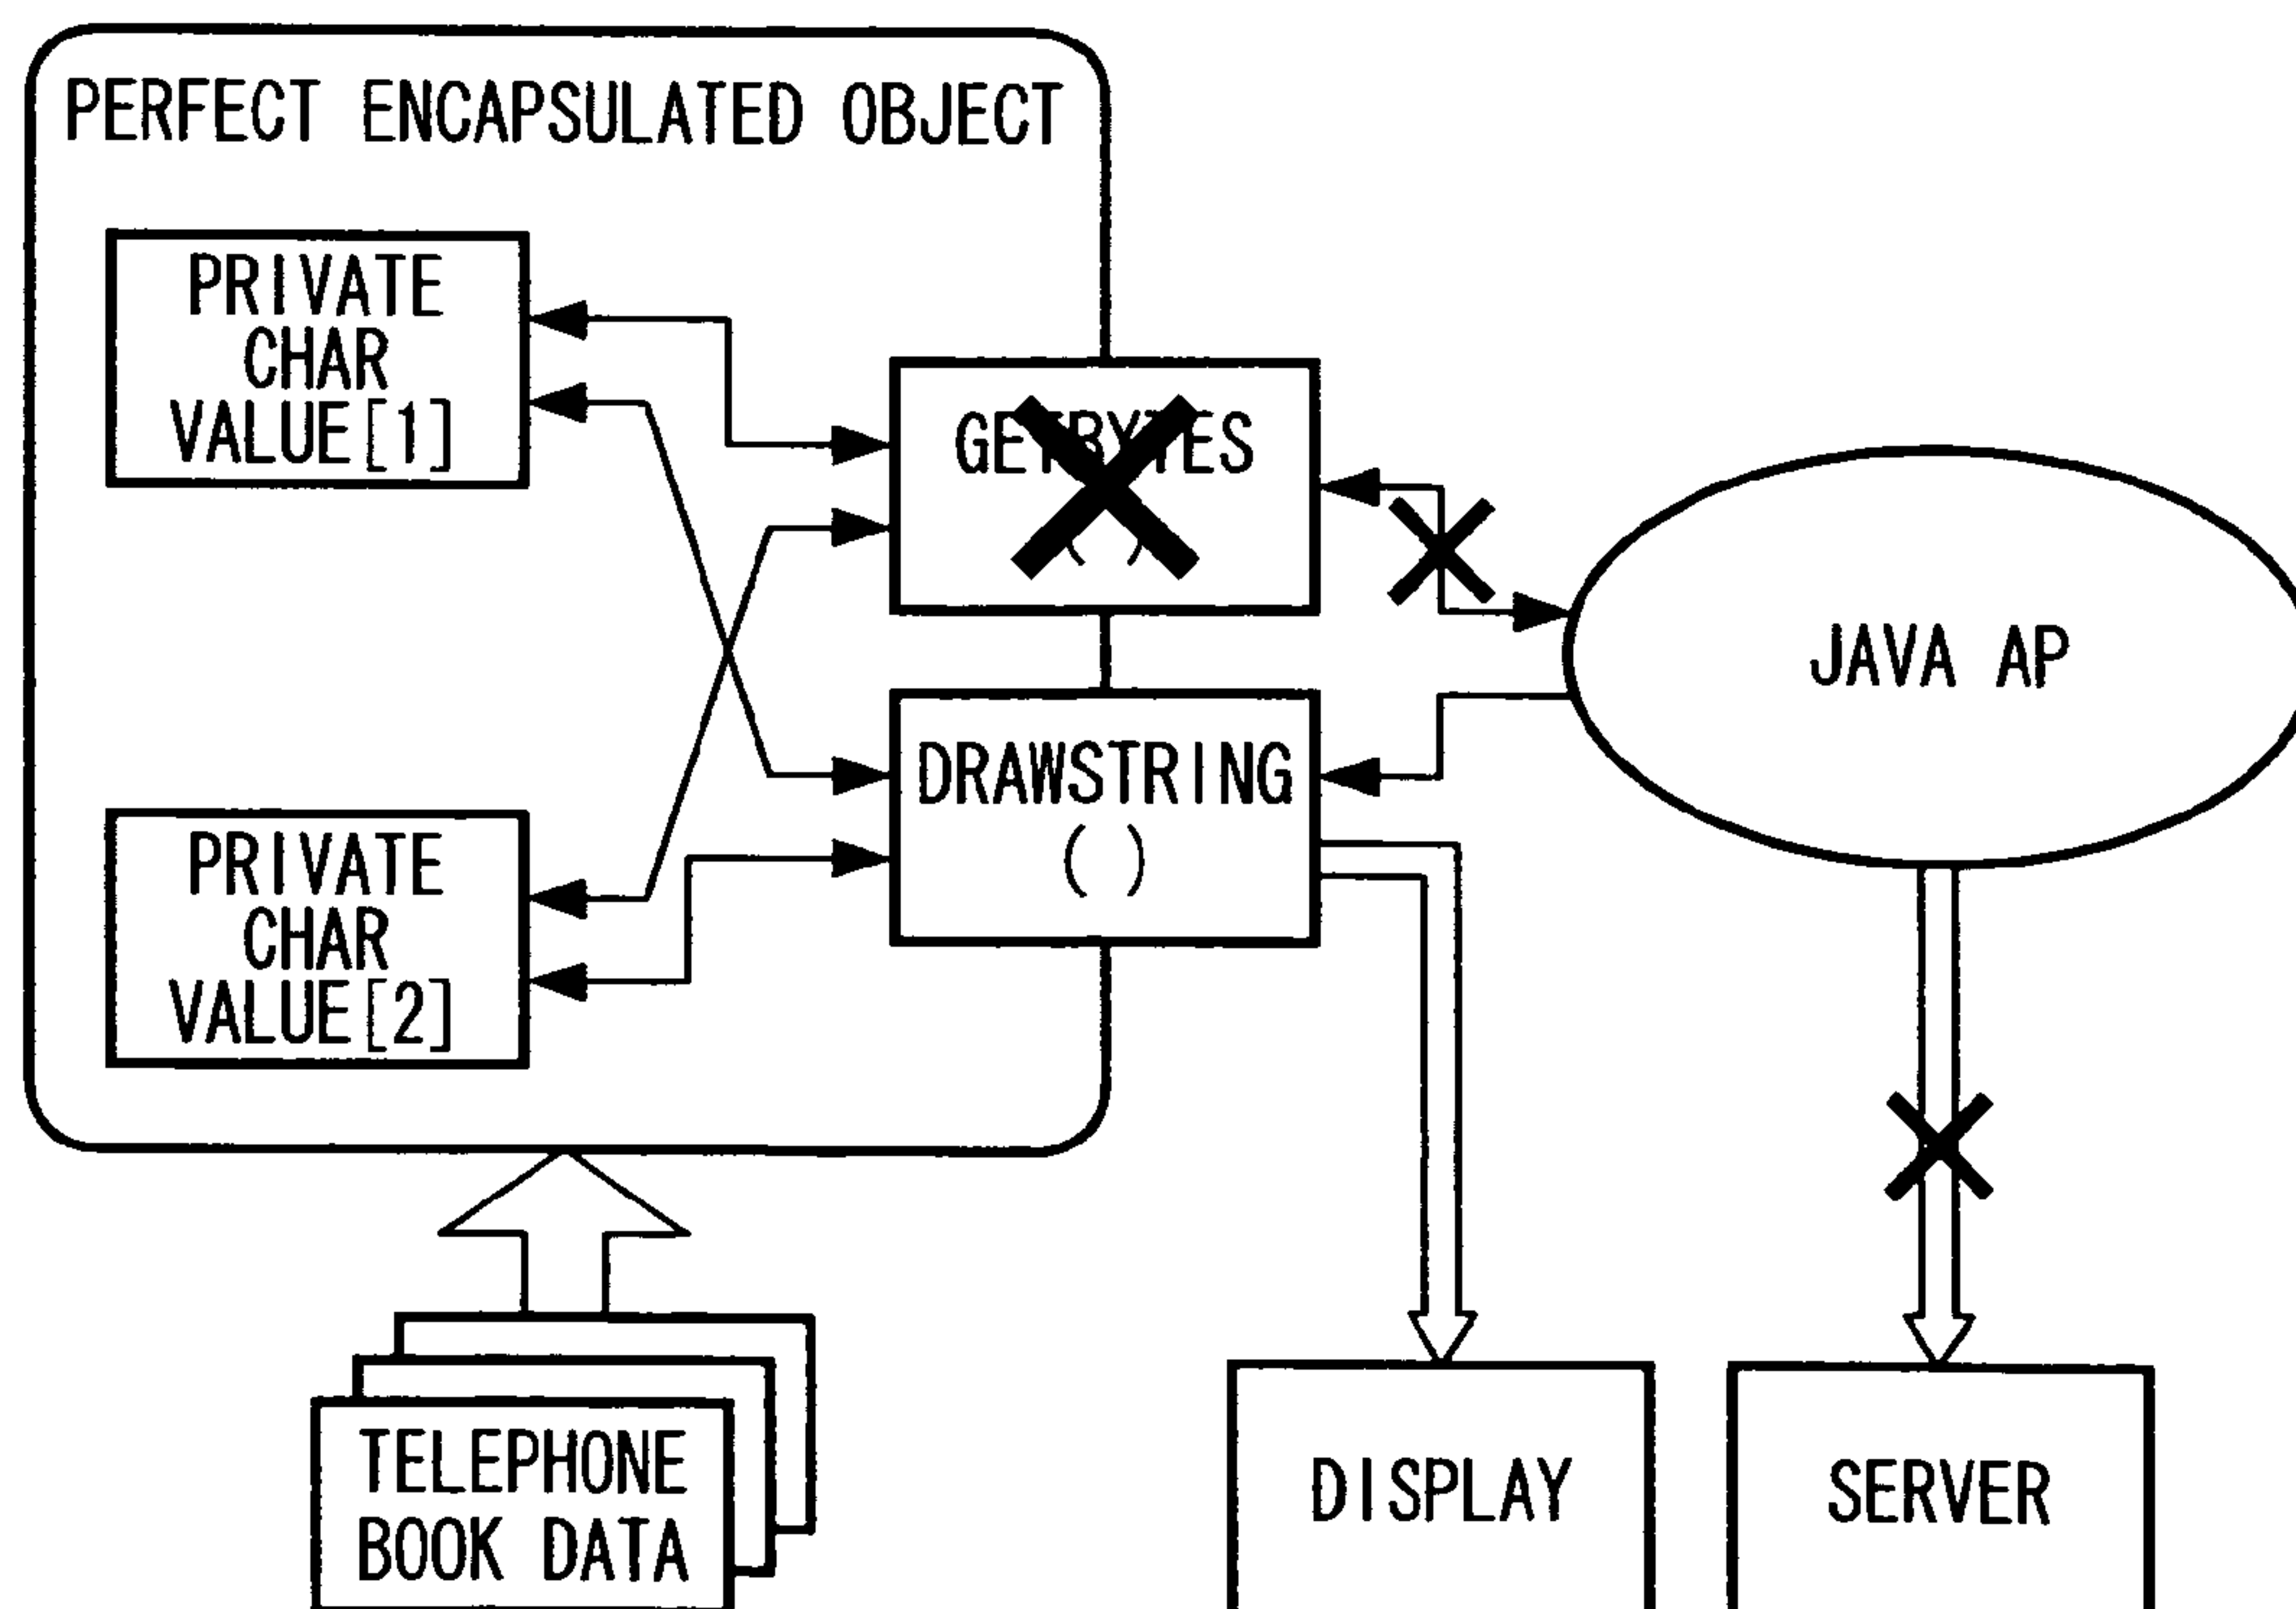 PERFECT ENCAPSULATED OBJECT
PRIVATE
CHAR
VALUE[1]
GETBYTES
( )
JAVA AP
DRAWSTRING
( )
PRIVATE
CHAR
VALUE[2]
TELEPHONE
BOOK DATA
DISPLAY
SERVER